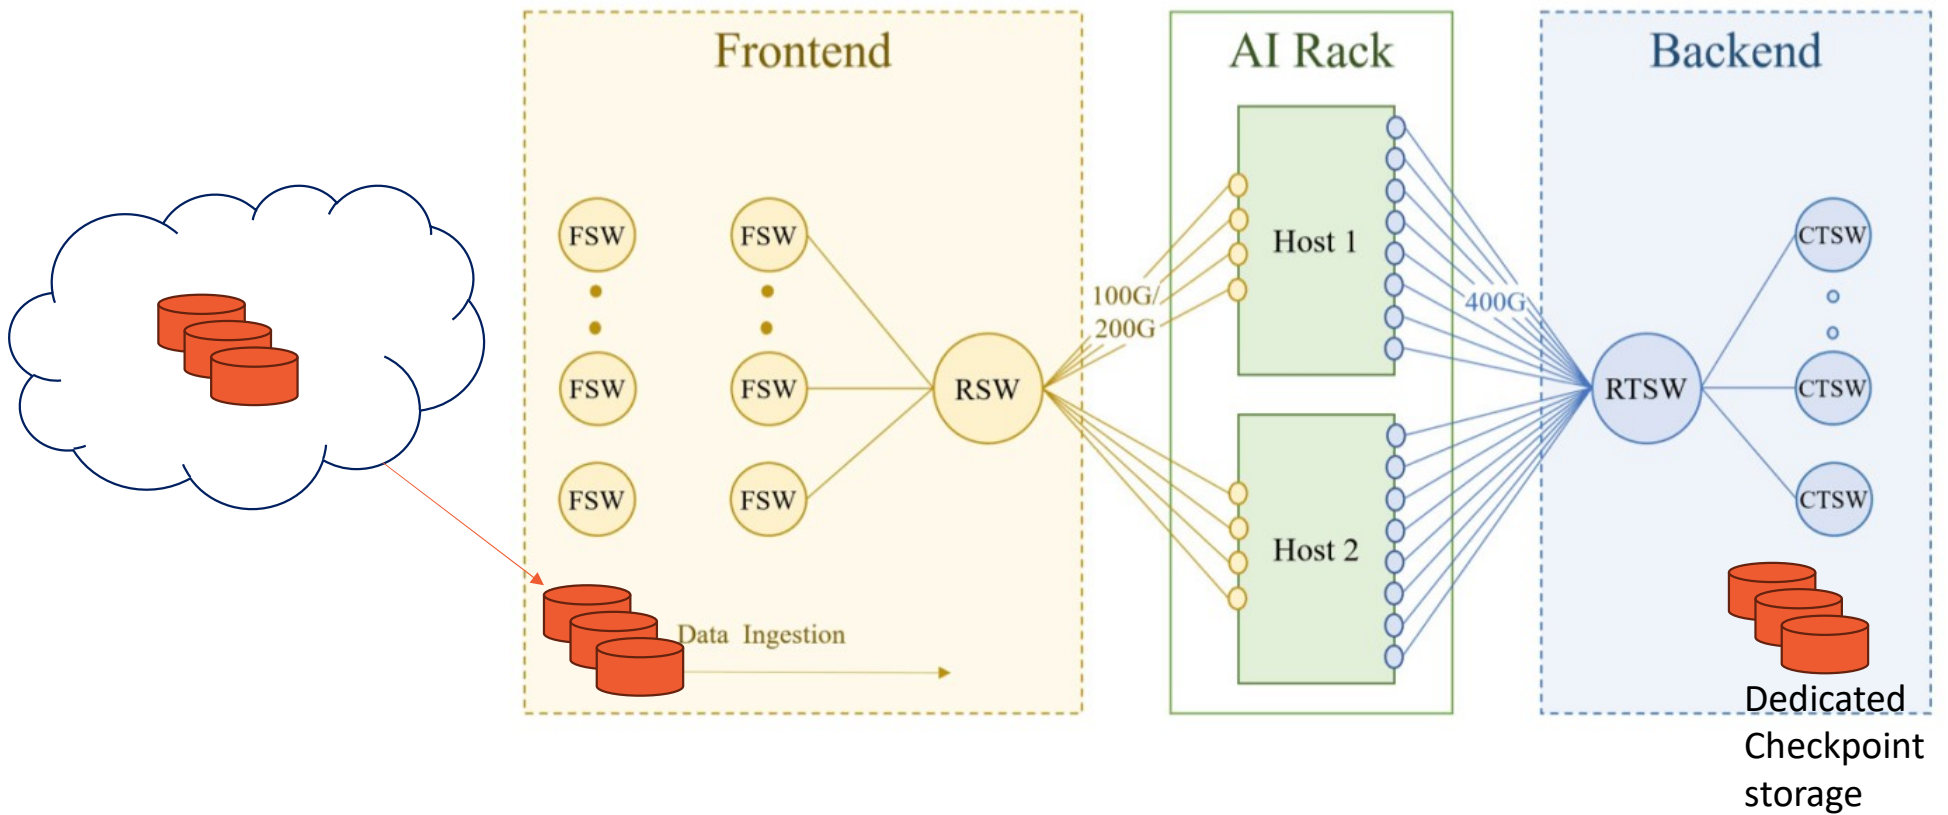 Frontend
AI Rack
Backend
FSW
FSW
FSW
FSW
FSW
FSW
RSW
100G/
200G
Host 1
Host 2
400G
RTSW
CTSW
CTSW
CTSW
Data Ingestion
Dedicated
Checkpoint
storage